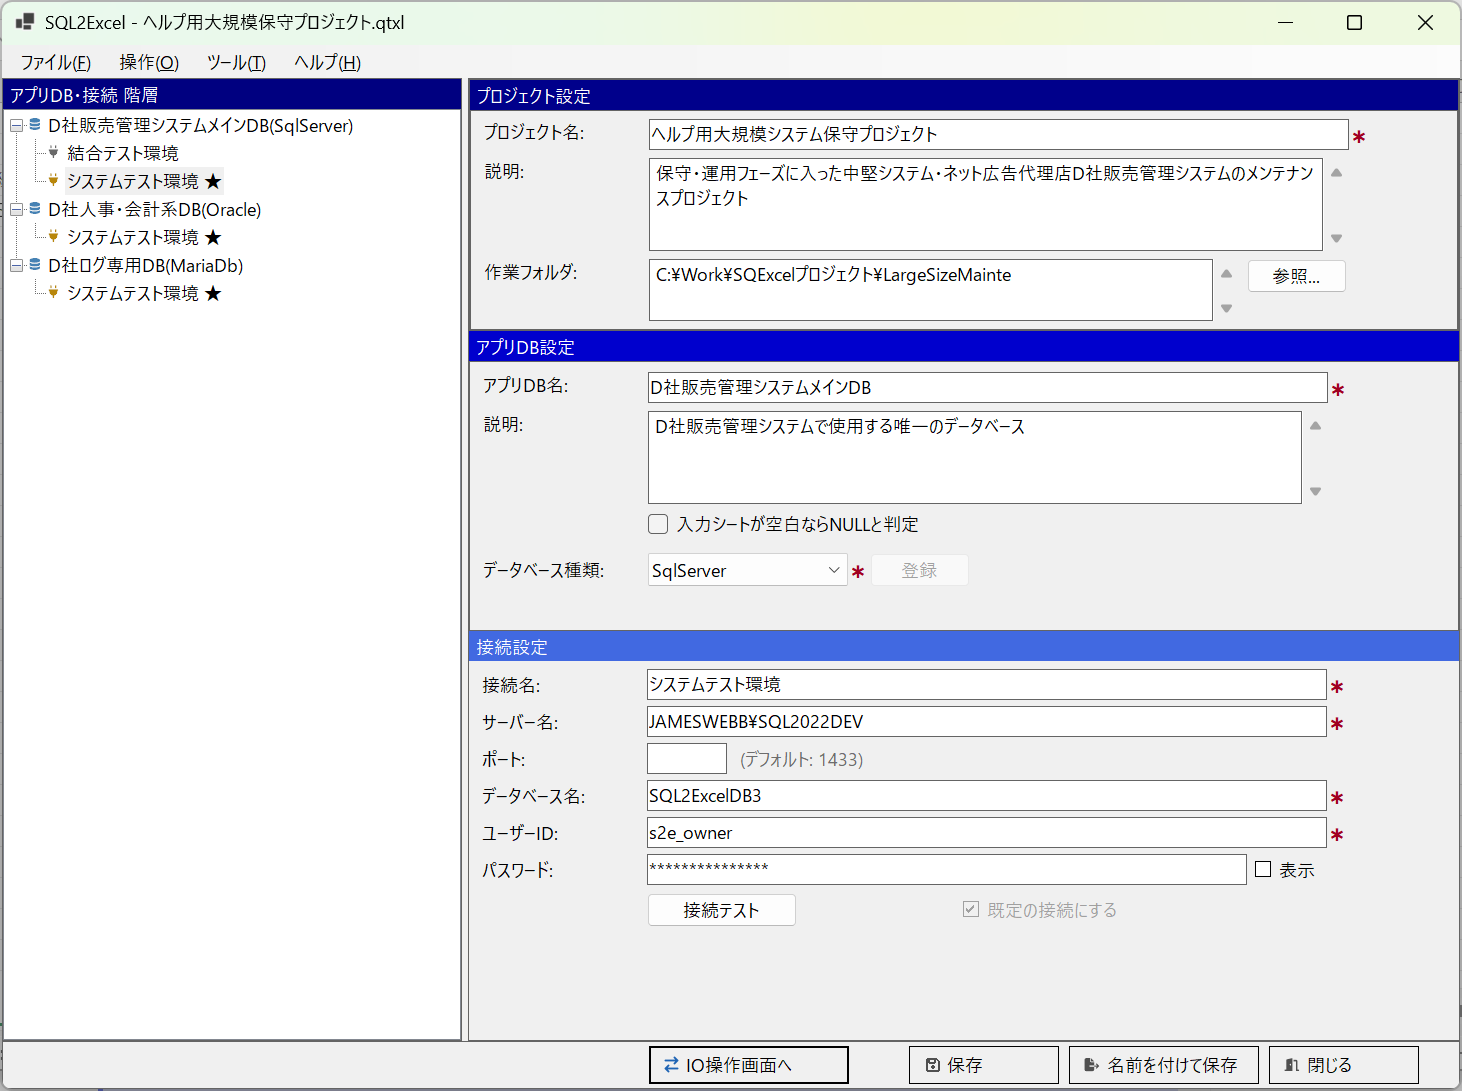 SQL2Excel - ヘルプ用大規模保守プロジェクト.qtxl
ファイル(F) 操作(O) ツール(T) ヘルプ(H)
アプリDB・接続 階層
D社販売管理システムメインDB(SqlServer)
結合テスト環境
システムテスト環境 ★
D社人事・会計系DB(Oracle)
システムテスト環境 ★
D社ログ専用DB(MariaDb)
システムテスト環境 ★
プロジェクト設定
プロジェクト名: ヘルプ用大規模システム保守プロジェクト *
説明: 保守・運用フェーズに入った中堅システム・ネット広告代理店D社販売管理システムのメンテナン
スプロジェクト
作業フォルダ: C:¥Work¥SQExcelプロジェクト¥LargeSizeMainte 参照...
アプリDB設定
アプリDB名: D社販売管理システムメインDB *
説明: D社販売管理システムで使用する唯一のデータベース
入力シートが空白ならNULLと判定
データベース種類: SqlServer * 登録
接続設定
接続名: システムテスト環境 *
サーバー名: JAMESWEBB¥SQL2022DEV *
ポート: (デフォルト: 1433)
データベース名: SQL2ExcelDB3 *
ユーザーID: s2e_owner *
パスワード: *************** 表示
接続テスト 既定の接続にする
IO操作画面へ 保存 名前を付けて保存 閉じる